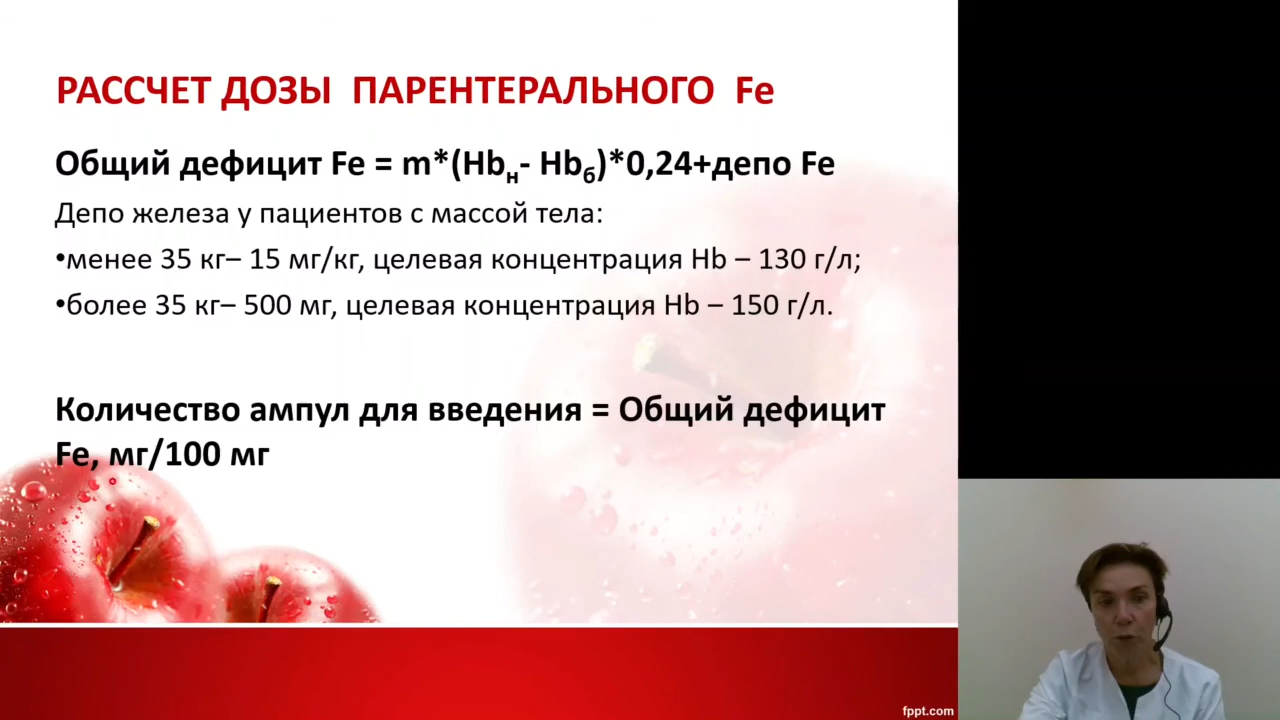 РАССЧЕТ ДОЗЫ ПАРЕНТЕРАЛЬНОГО Fe
Общий дефицит Fe = m*(Hbн- Hbб)*0,24+депо Fe
Депо железа у пациентов с массой тела:
•менее 35 кг– 15 мг/кг, целевая концентрация Hb – 130 г/л;
•более 35 кг– 500 мг, целевая концентрация Hb – 150 г/л.
Количество ампул для введения = Общий дефицит
Fe, мг/100 мг
fppt.com